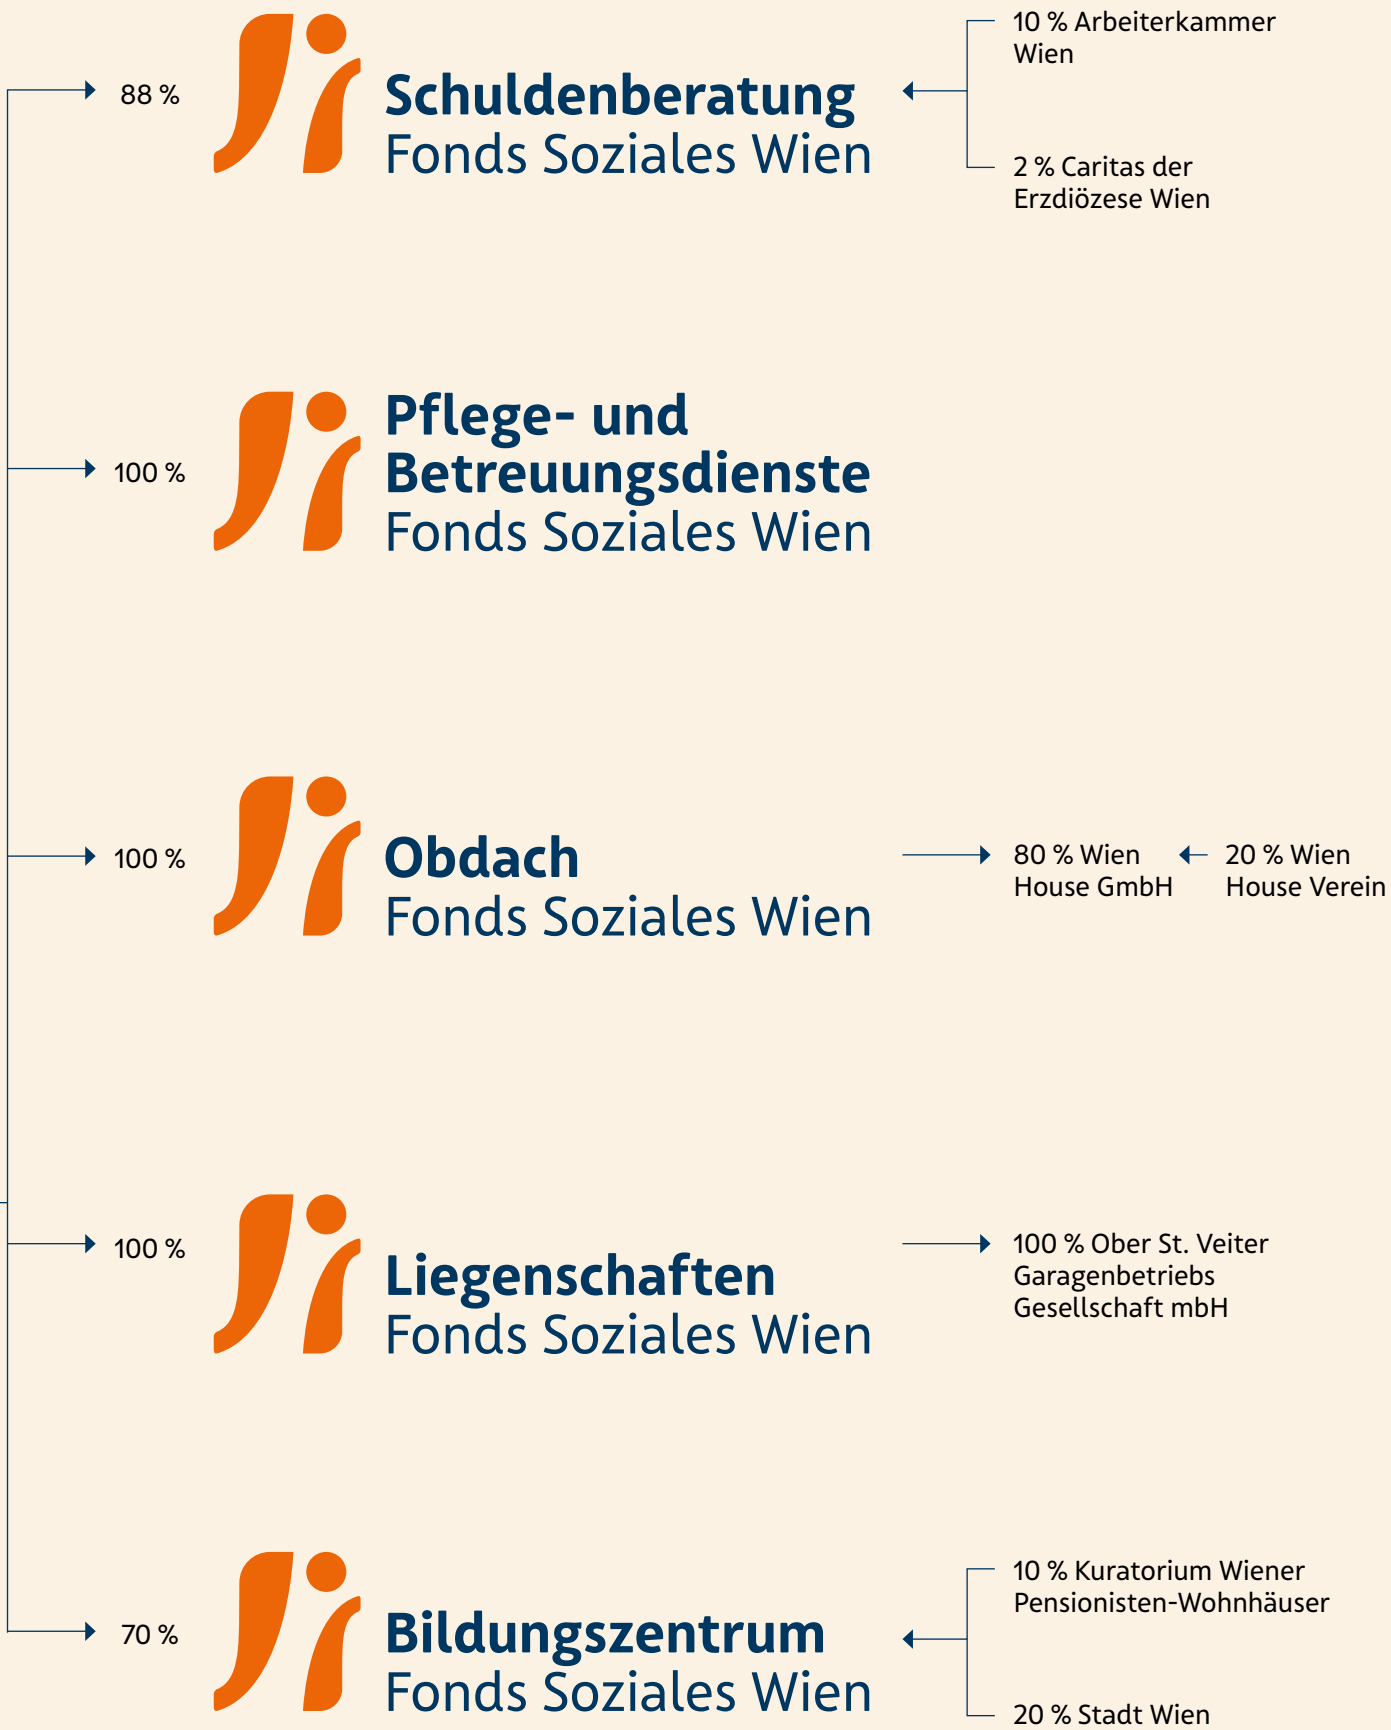 88 %
Schuldenberatung
Fonds Soziales Wien
10 % Arbeiterkammer
Wien
2 % Caritas der
Erzdiözese Wien
100 %
Pflege- und
Betreuungsdienste
Fonds Soziales Wien
100 %
Obdach
Fonds Soziales Wien
80 % Wien
House GmbH
20 % Wien
House Verein
100 %
Liegenschaften
Fonds Soziales Wien
100 % Ober St. Veiter
Garagenbetriebs
Gesellschaft mbH
70 %
Bildungszentrum
Fonds Soziales Wien
10 % Kuratorium Wiener
Pensionisten-Wohnhäuser
20 % Stadt Wien